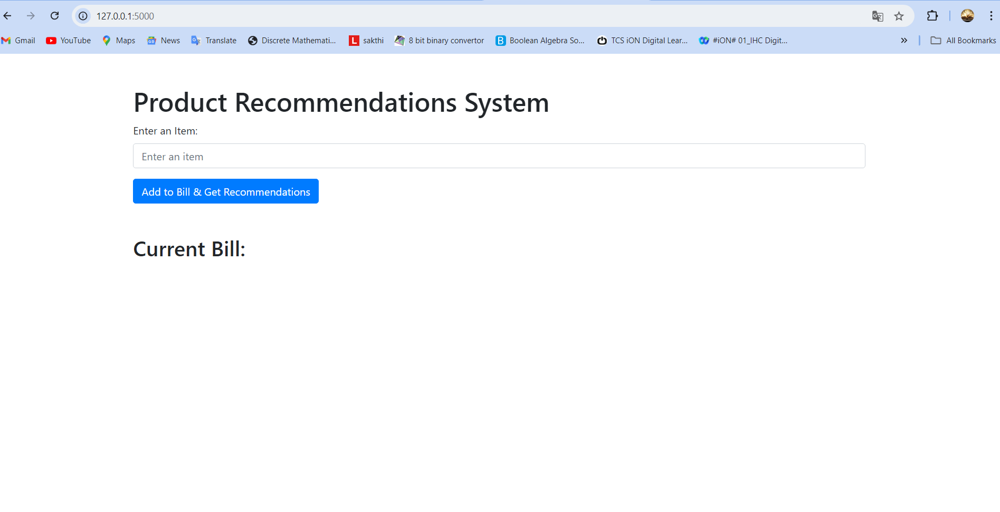 127.0.0.1:5000
Gmail YouTube Maps News Translate Discrete Mathemati... sakthi 8 bit binary convertor Boolean Algebra So... TCS iON Digital Lear... #iON# 01_IHC Digit... » All Bookmarks
Product Recommendations System
Enter an Item:
Enter an item
Add to Bill & Get Recommendations
Current Bill: